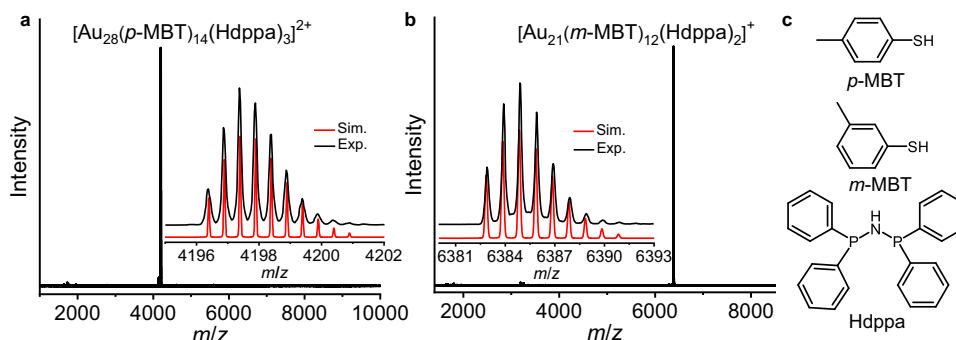 a
[Au28(p-MBT)14(Hdppa)3]2+
Intensity
Sim.
Exp.
4196 4198 4200 4202
m/z
2000 4000 6000 8000 10000
m/z
b
[Au21(m-MBT)12(Hdppa)2]+
Intensity
Sim.
Exp.
6381 6384 6387 6390 6393
m/z
2000 4000 6000 8000
m/z
c
SH
p-MBT
SH
m-MBT
H
N
P P
Hdppa